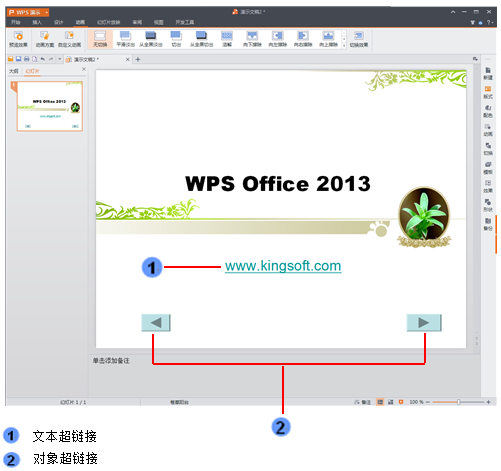 WPS 演示
演示文稿2 *
开始 插入 设计 动画 幻灯片放映 审阅 视图 开发工具
预览效果 动画方案 自定义动画 无切换 平滑淡出 从全黑淡出 切出 从全黑切出 溶解 向下擦除 向左擦除 向右擦除 向上擦除 切换效果
演示文稿2 *
大纲 幻灯片
1
WPS Office 2013
www.kingsoft.com
WPS Office 2013
1
www.kingsoft.com
2
新建
版式
配色
动画
切换
模板
效果
形状
备份
单击添加备注
幻灯片 1 / 1
备注
100 %
1 文本超链接
2 对象超链接